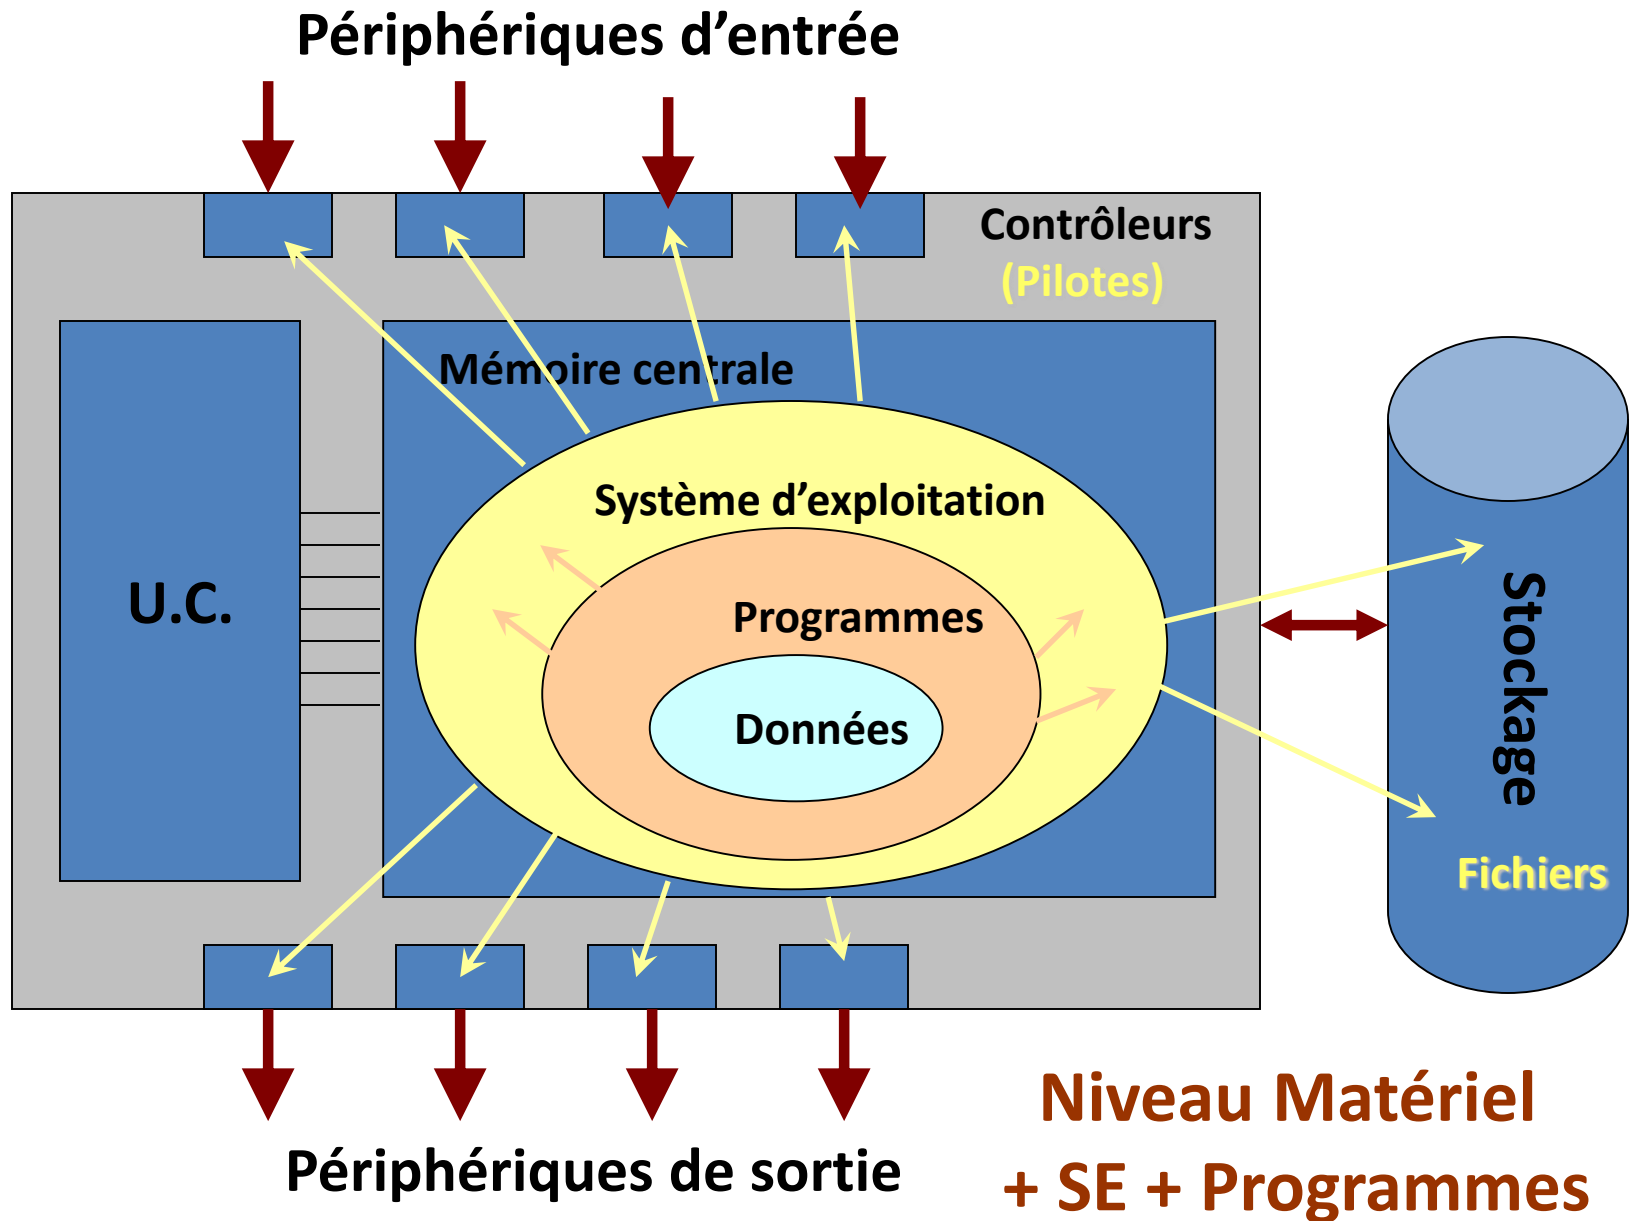 Périphériques d’entrée
Contrôleurs
(Pilotes)
Mémoire centrale
Système d’exploitation
U.C.
Programmes
Données
Stockage
Fichiers
Niveau Matériel
+ SE + Programmes
Périphériques de sortie